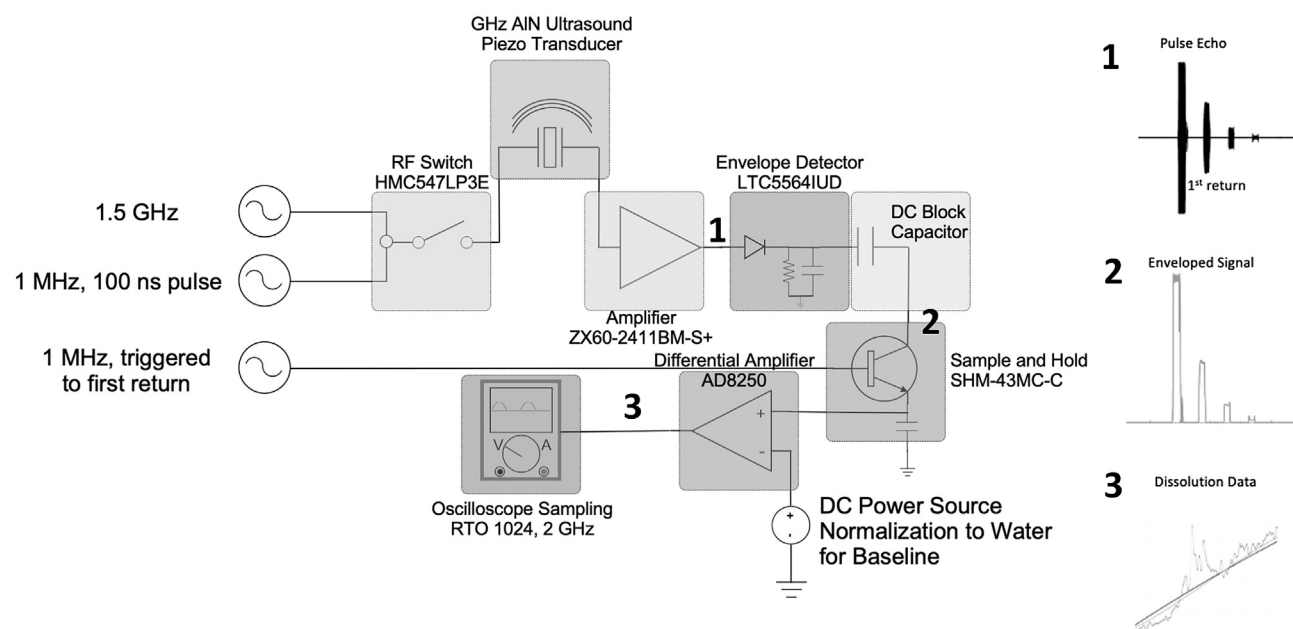 GHz AlN Ultrasound
Piezo Transducer
RF Switch
HMC547LP3E
1.5 GHz
1 MHz, 100 ns pulse
1 MHz, triggered
to first return
Amplifier
ZX60-2411BM-S+
1
Envelope Detector
LTC5564IUD
DC Block
Capacitor
2
Sample and Hold
SHM-43MC-C
Differential Amplifier
AD8250
+
-
3
V
A
Oscilloscope Sampling
RTO 1024, 2 GHz
+
-
DC Power Source
Normalization to Water
for Baseline
1
Pulse Echo
1st return
2
Enveloped Signal
3
Dissolution Data